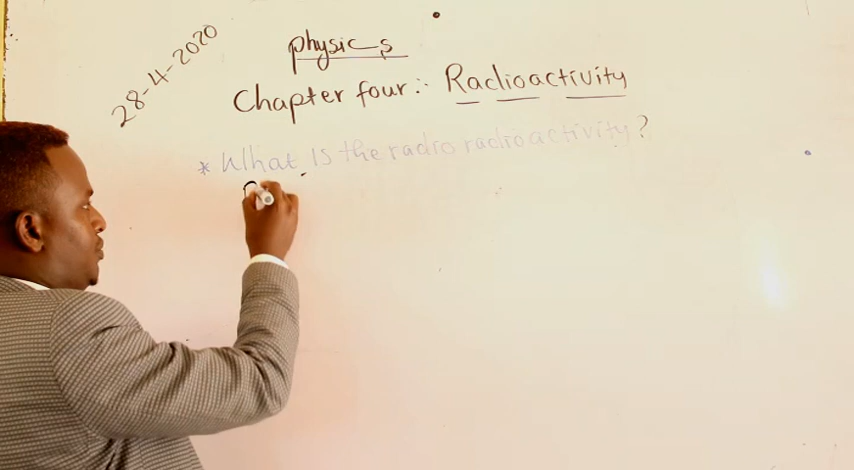 28-4-2020
physics
Chapter four:- Radioactivity
* What is the radio radioactivity?